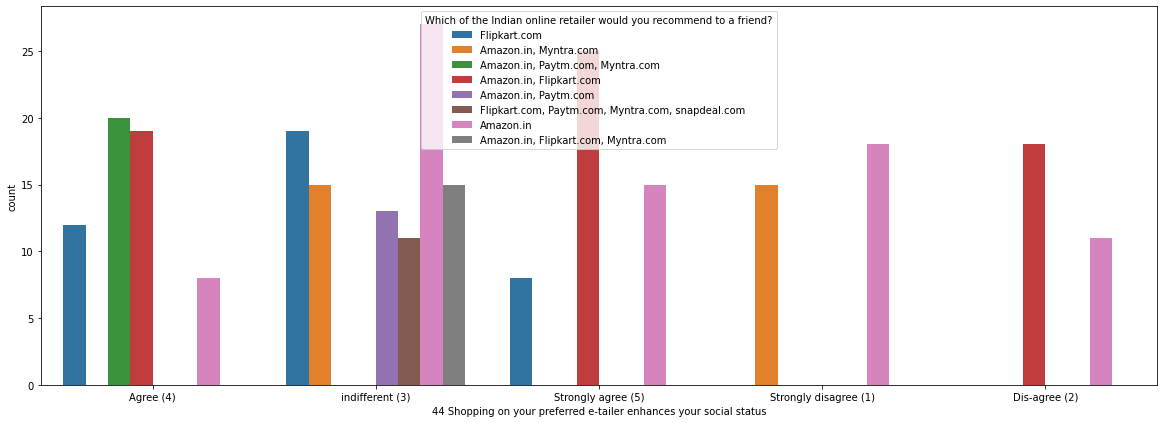 Which of the Indian online retailer would you recommend to a friend?
Flipkart.com
Amazon.in, Myntra.com
Amazon.in, Paytm.com, Myntra.com
Amazon.in, Flipkart.com
Amazon.in, Paytm.com
Flipkart.com, Paytm.com, Myntra.com, snapdeal.com
Amazon.in
Amazon.in, Flipkart.com, Myntra.com
count
25
20
15
10
5
0
Agree (4) indifferent (3) Strongly agree (5) Strongly disagree (1) Dis-agree (2)
44 Shopping on your preferred e-tailer enhances your social status